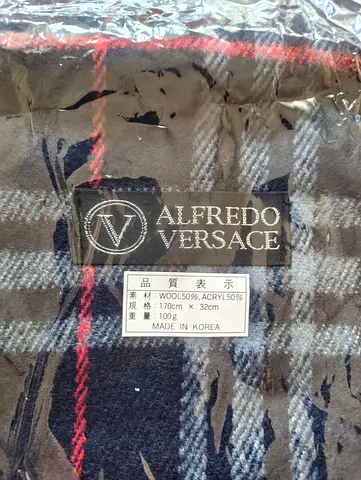 V
ALFREDO
VERSACE
品質表示
素材: WOOL50%, ACRYL50%
規格: 170cm × 32cm
重量: 100g
MADE IN KOREA